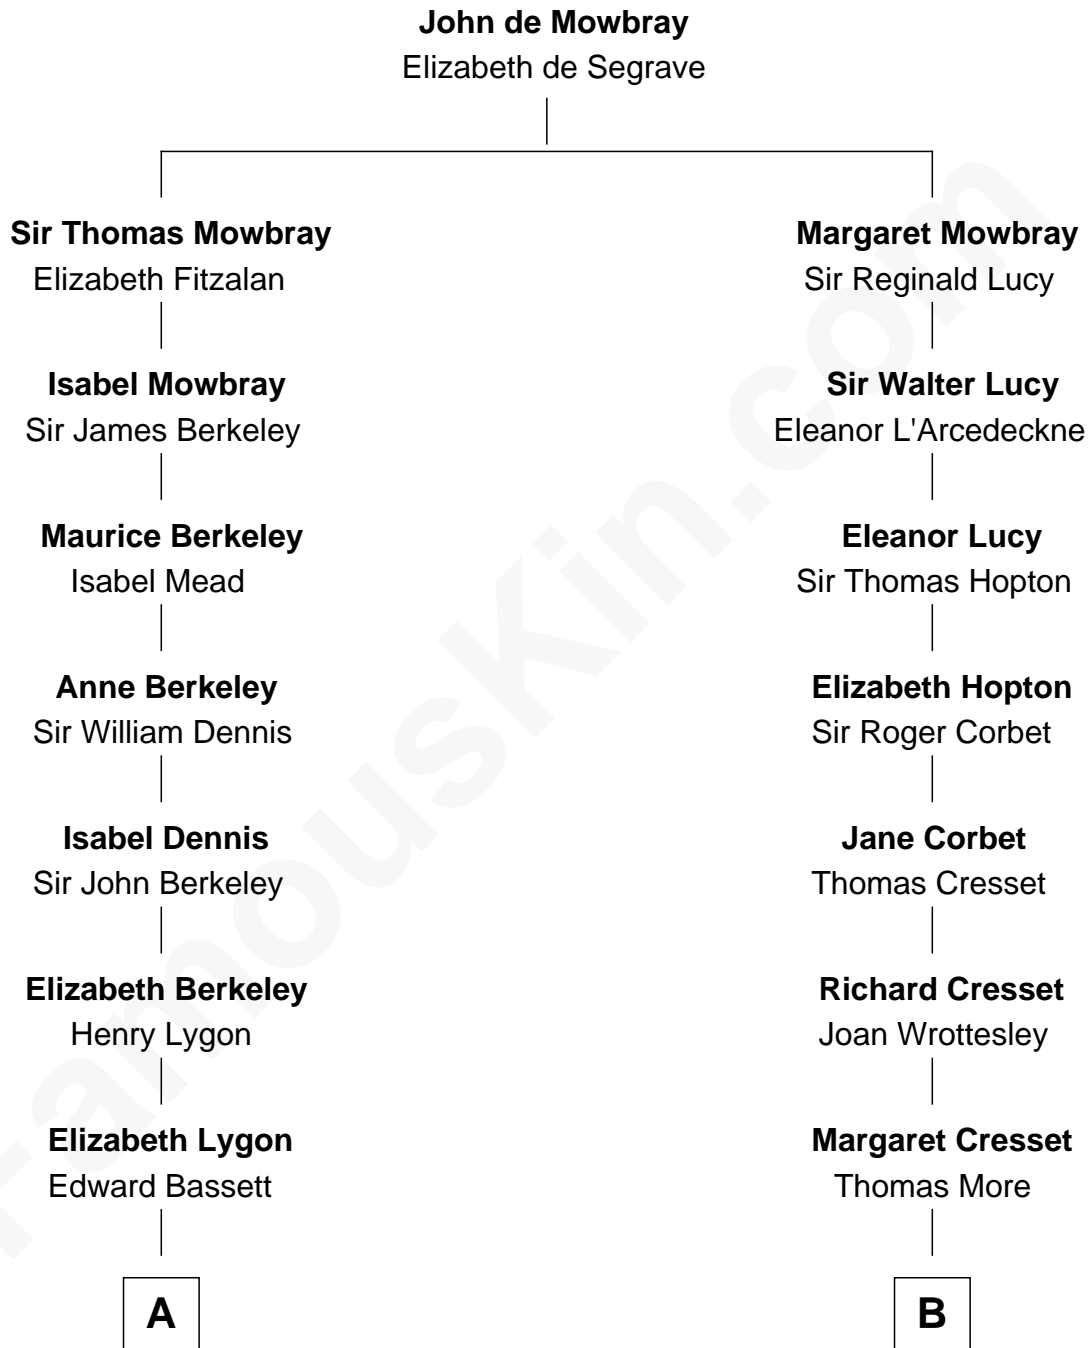 John de Mowbray
Elizabeth de Segrave
Sir Thomas Mowbray
Elizabeth Fitzalan
Margaret Mowbray
Sir Reginald Lucy
Isabel Mowbray
Sir James Berkeley
Sir Walter Lucy
Eleanor L'Arcedeckne
Maurice Berkeley
Isabel Mead
Eleanor Lucy
Sir Thomas Hopton
Anne Berkeley
Sir William Dennis
Elizabeth Hopton
Sir Roger Corbet
Isabel Dennis
Sir John Berkeley
Jane Corbet
Thomas Cresset
Elizabeth Berkeley
Henry Lygon
Richard Cresset
Joan Wrottesley
Elizabeth Lygon
Edward Bassett
Margaret Cresset
Thomas More
A
B
FamousKin.com